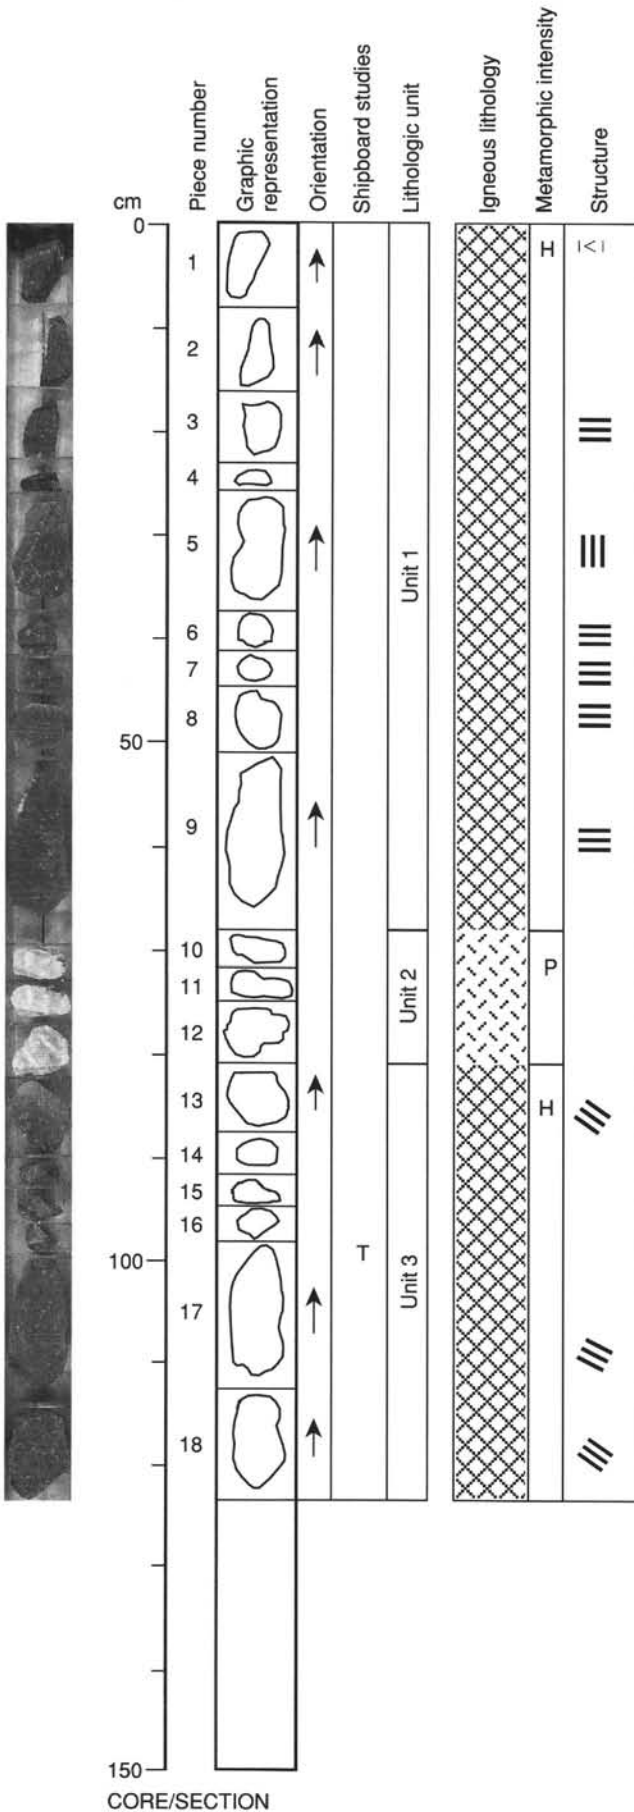 cm
Piece number
Graphic
representation
Orientation
Shipboard studies
Lithologic unit
Igneous lithology
Metamorphic intensity
Structure
0
1
H
2
3
4
5
Unit 1
6
7
8
50
9
10
P
11
Unit 2
12
13
H
14
15
16
T
100
Unit 3
17
18
150
CORE/SECTION